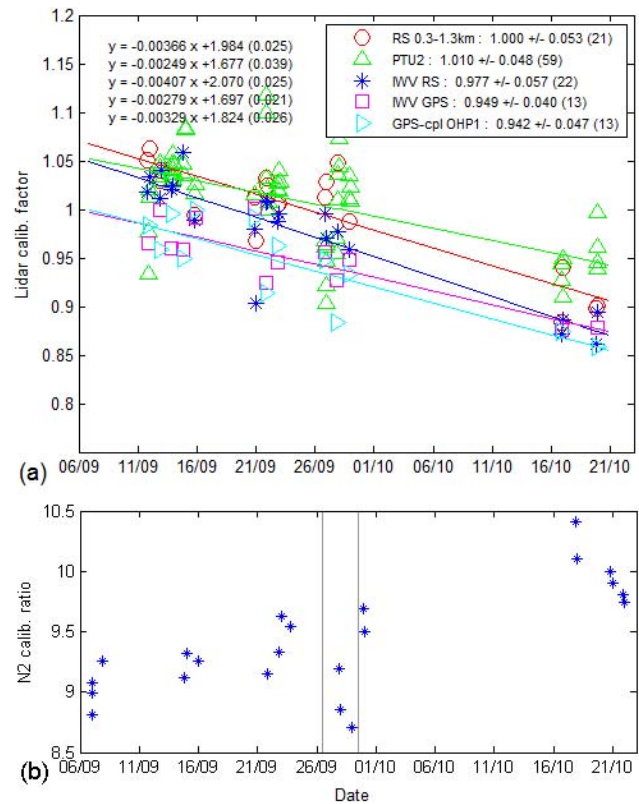 1.2
1.15
1.1
1.05
1
0.95
0.9
0.85
0.8
Lidar calib. factor
y = -0.00366 x +1.984 (0.025)
y = -0.00249 x +1.677 (0.039)
y = -0.00407 x +2.070 (0.025)
y = -0.00279 x +1.697 (0.021)
y = -0.00329 x +1.824 (0.026)
RS 0.3-1.3km : 1.000 +/- 0.053 (21)
PTU2 : 1.010 +/- 0.048 (59)
IWV RS : 0.977 +/- 0.057 (22)
IWV GPS : 0.949 +/- 0.040 (13)
GPS-cpl OHP1 : 0.942 +/- 0.047 (13)
(a)
06/09 11/09 16/09 21/09 26/09 01/10 06/10 11/10 16/10 21/10
10.5
10
9.5
9
8.5
N2 calib. ratio
(b)
06/09 11/09 16/09 21/09 26/09 01/10 06/10 11/10 16/10 21/10
Date